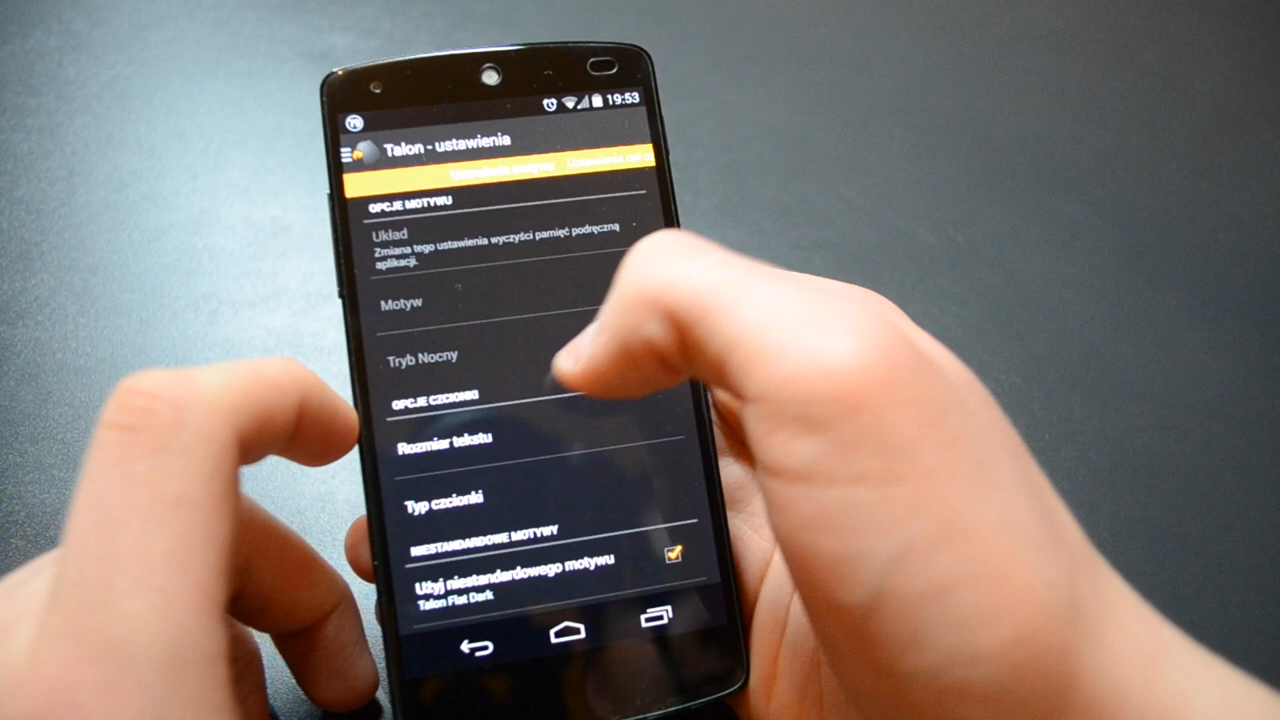 19:53
Talon - ustawienia
Ustawienia motywu
OPCJE MOTYWU
Układ
Zmiana tego ustawienia wyczyści pamięć podręczną
aplikacji.
Motyw
Tryb Nocny
OPCJE CZCIONKI
Rozmiar tekstu
Typ czcionki
NIESTANDARDOWE MOTYWY
Użyj niestandardowego motywu
Talon Flat Dark